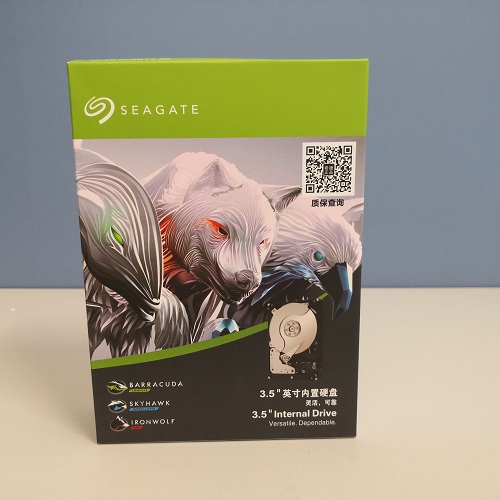 SEAGATE
质保查询
BARRACUDA
SKYHAWK
IRONWOLF
3.5"英寸内置硬盘
灵活，可靠
3.5" Internal Drive
Versatile. Dependable.